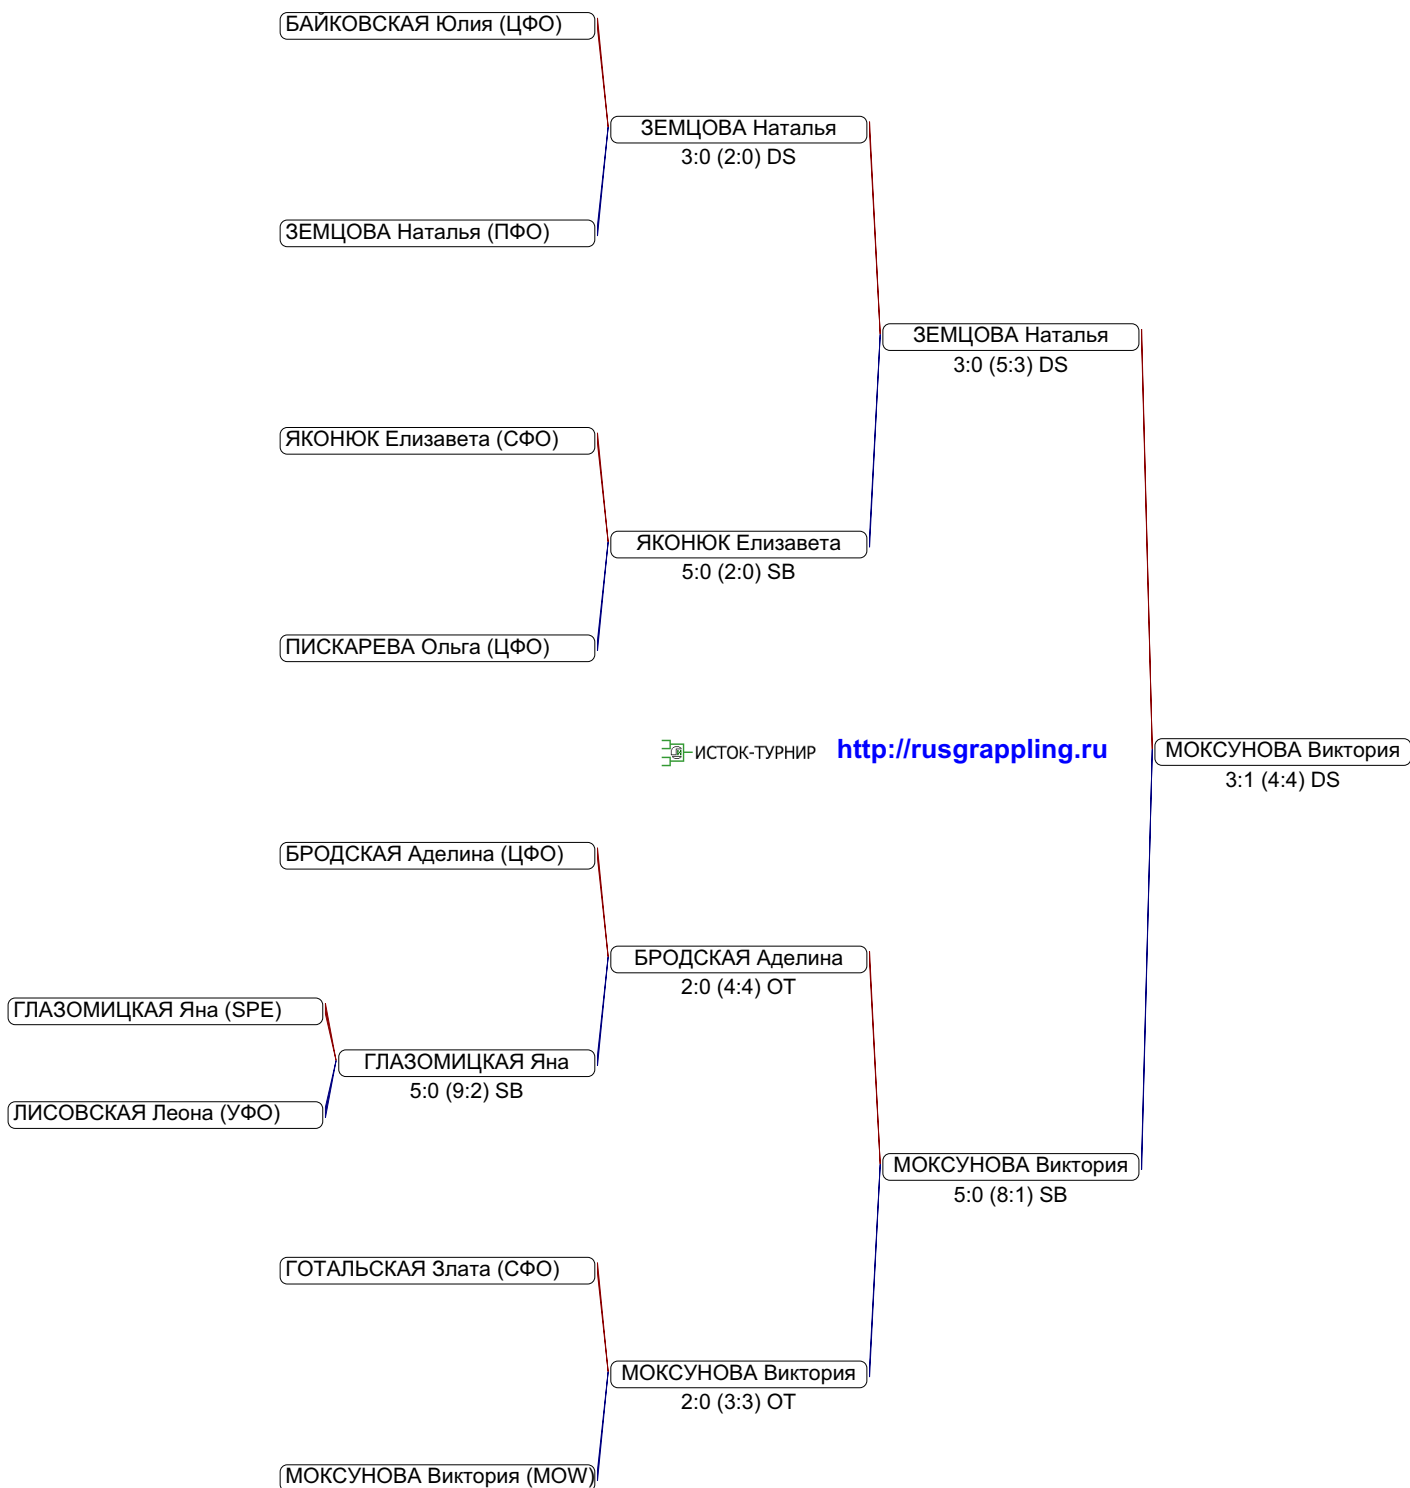 БАЙКОВСКАЯ Юлия (ЦФО)
ЗЕМЦОВА Наталья
3:0 (2:0) DS
ЗЕМЦОВА Наталья (ПФО)
ЗЕМЦОВА Наталья
3:0 (5:3) DS
ЯКОНЮК Елизавета (СФО)
ЯКОНЮК Елизавета
5:0 (2:0) SB
ПИСКАРЕВА Ольга (ЦФО)
ИСТОК-ТУРНИР http://rusgrappling.ru
МОКСУНОВА Виктория
3:1 (4:4) DS
БРОДСКАЯ Аделина (ЦФО)
БРОДСКАЯ Аделина
2:0 (4:4) OT
ГЛАЗОМИЦКАЯ Яна (SPE)
ГЛАЗОМИЦКАЯ Яна
5:0 (9:2) SB
ЛИСОВСКАЯ Леона (УФО)
МОКСУНОВА Виктория
5:0 (8:1) SB
ГОТАЛЬСКАЯ Злата (СФО)
МОКСУНОВА Виктория
2:0 (3:3) OT
МОКСУНОВА Виктория (MOW)